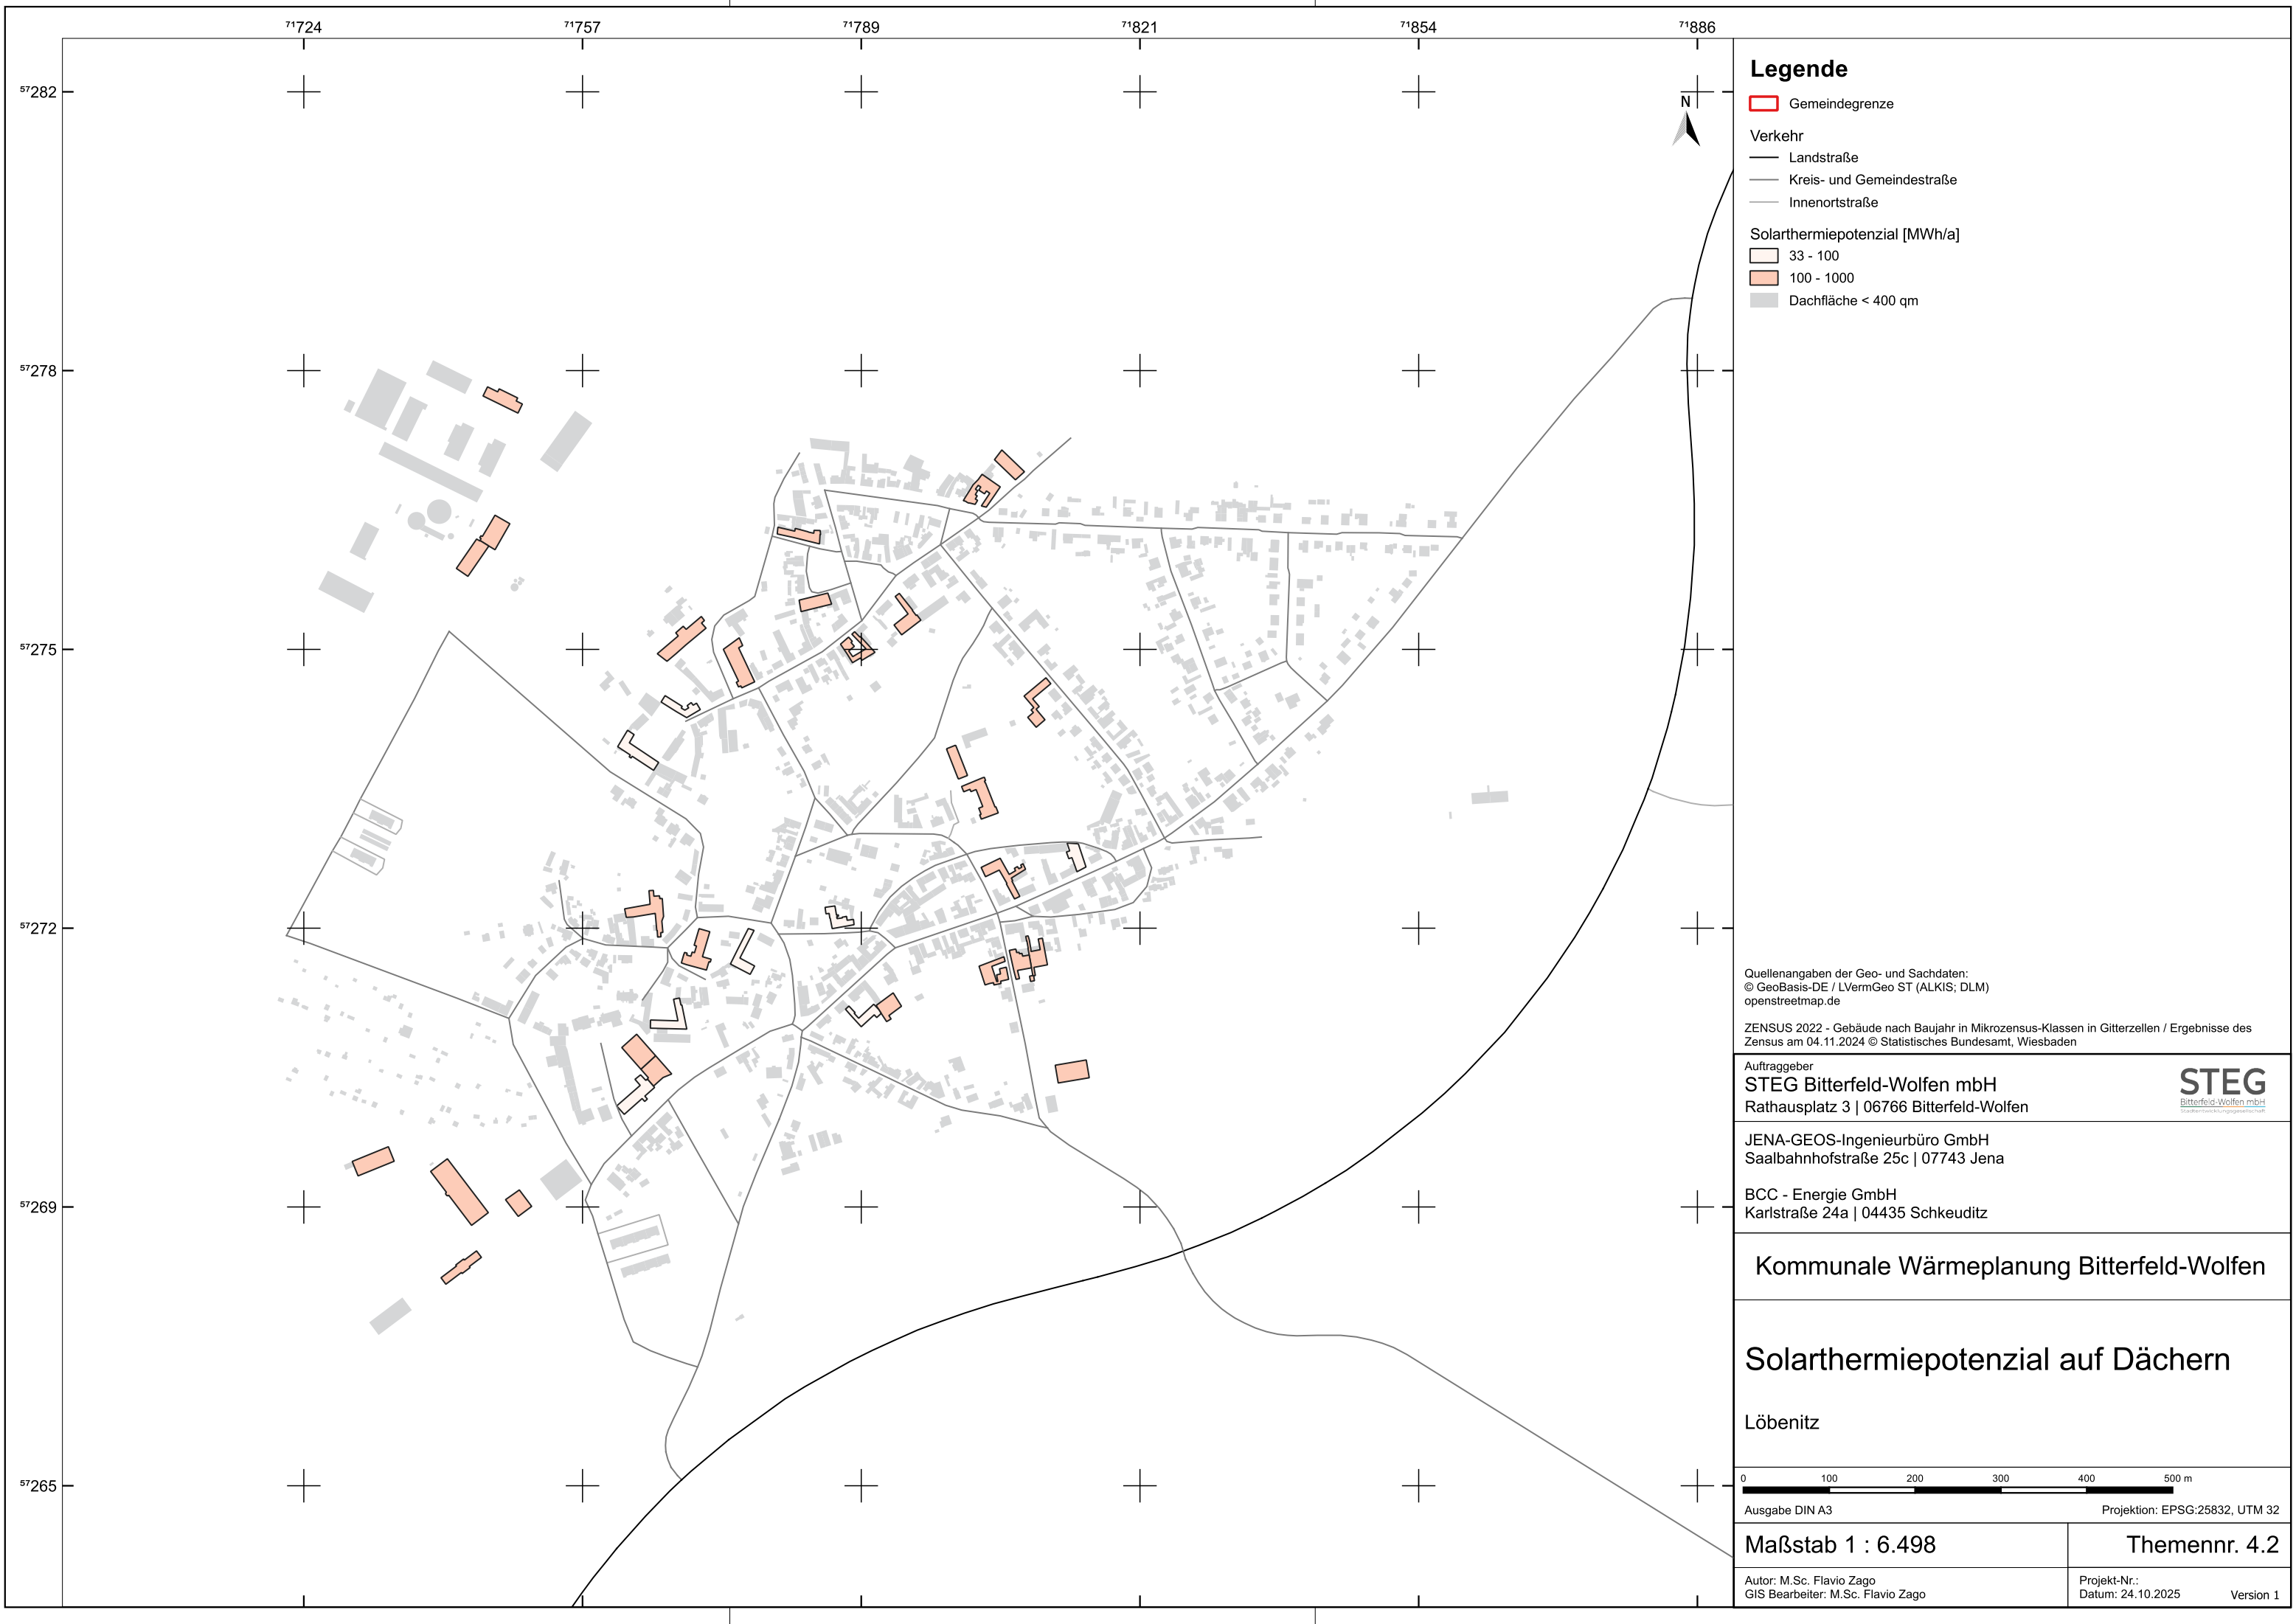 71724 71757 71789 71821 71854 71886
57282
57278
57275
57272
57269
57265
N
Legende
Gemeindegrenze
Verkehr
Landstraße
Kreis- und Gemeindestraße
Innenortstraße
Solarthermiepotenzial [MWh/a]
33 - 100
100 - 1000
Dachfläche < 400 qm
Quellenangaben der Geo- und Sachdaten:
© GeoBasis-DE / LVermGeo ST (ALKIS; DLM)
openstreetmap.de
ZENSUS 2022 - Gebäude nach Baujahr in Mikrozensus-Klassen in Gitterzellen / Ergebnisse des
Zensus am 04.11.2024 © Statistisches Bundesamt, Wiesbaden
Auftraggeber
STEG Bitterfeld-Wolfen mbH
Rathausplatz 3 | 06766 Bitterfeld-Wolfen
STEG
Bitterfeld-Wolfen mbH
Stadtentwicklungsgesellschaft
JENA-GEOS-Ingenieurbüro GmbH
Saalbahnhofstraße 25c | 07743 Jena
BCC - Energie GmbH
Karlstraße 24a | 04435 Schkeuditz
Kommunale Wärmeplanung Bitterfeld-Wolfen
Solarthermiepotenzial auf Dächern
Löbenitz
0 100 200 300 400 500 m
Ausgabe DIN A3 Projektion: EPSG:25832, UTM 32
Maßstab 1 : 6.498 Themennr. 4.2
Autor: M.Sc. Flavio Zago
GIS Bearbeiter: M.Sc. Flavio Zago
Projekt-Nr.:
Datum: 24.10.2025 Version 1